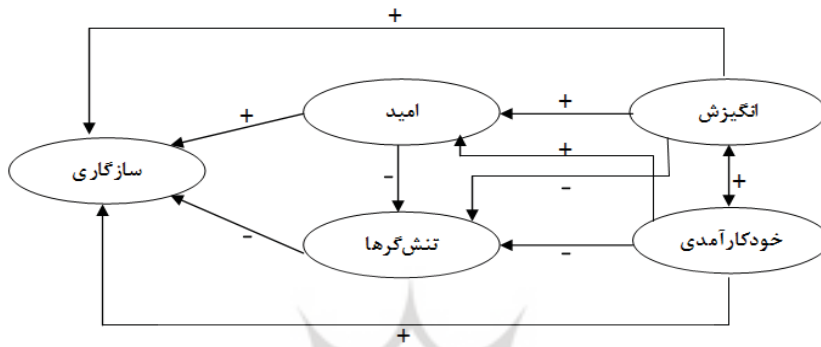 +
انگیزش
+
امید
+
سازگاری
+
-
-
+
خودکارآمدی
-
تنش‌گرها
-
+